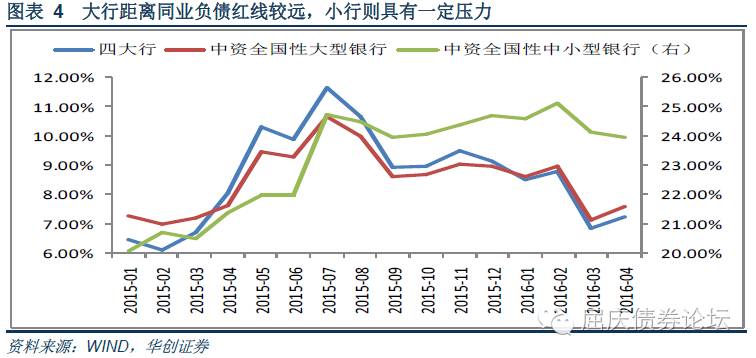 图表 4 大行距离同业负债红线较远，小行则具有一定压力
四大行 中资全国性大型银行 中资全国性中小型银行（右）
12.00% 26.00%
11.00% 25.00%
10.00% 24.00%
9.00% 23.00%
8.00% 22.00%
7.00% 21.00%
6.00% 20.00%
2015-01 2015-02 2015-03 2015-04 2015-05 2015-06 2015-07 2015-08 2015-09 2015-10 2015-11 2015-12 2016-01 2016-02 2016-03 2016-04
屈庆债券论坛
资料来源：WIND，华创证券